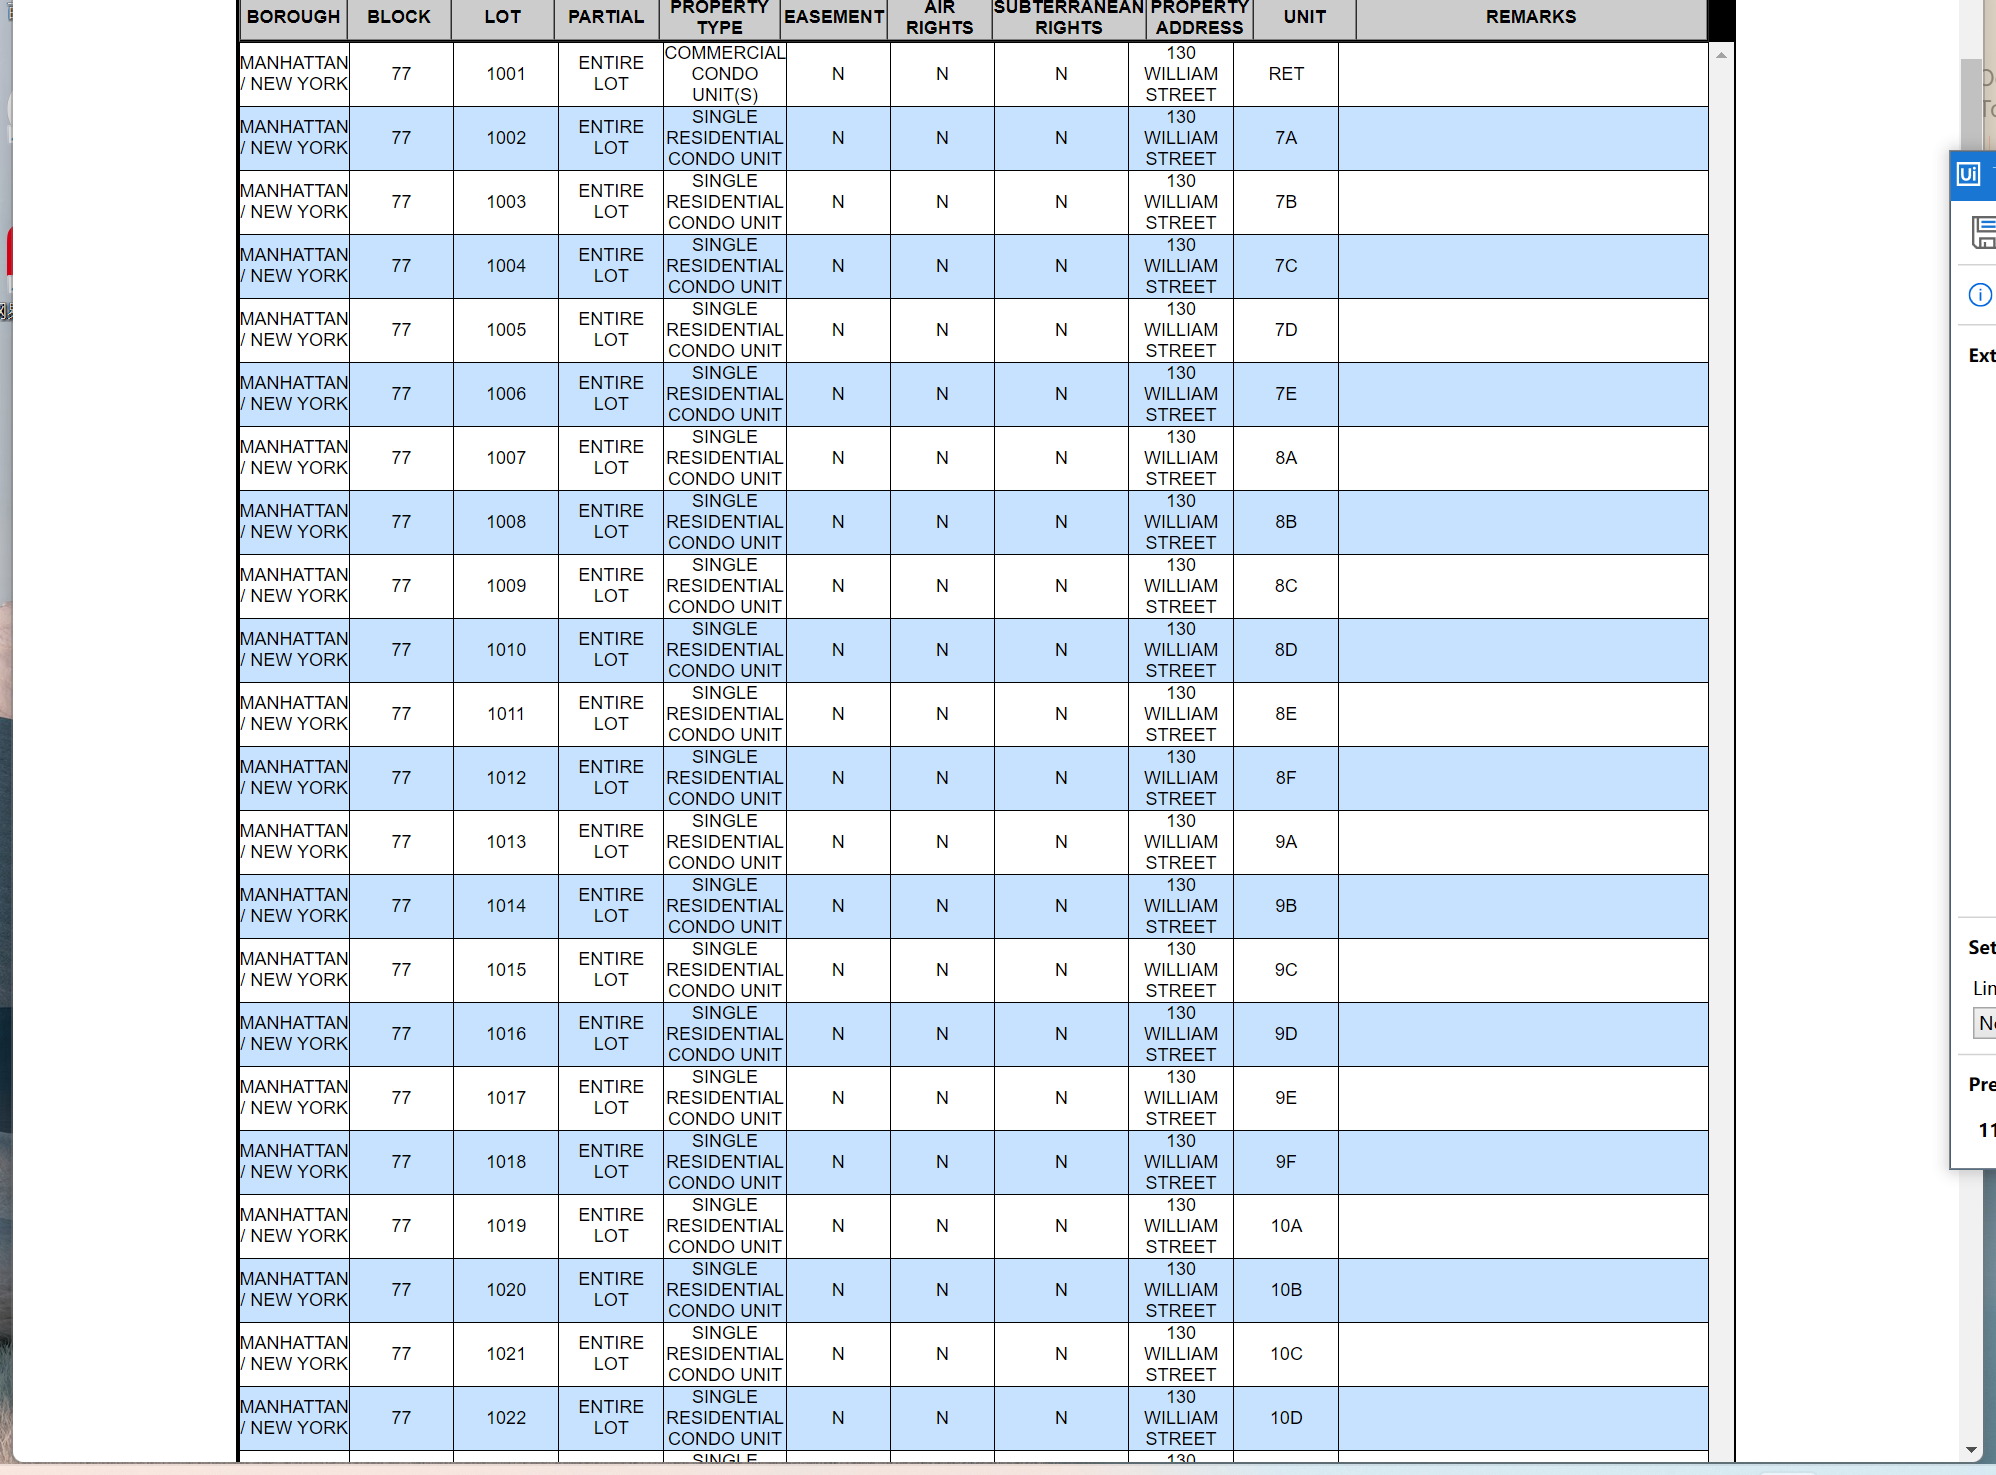 BOROUGH BLOCK LOT PARTIAL PROPERTY TYPE EASEMENT AIR RIGHTS SUBTERRANEAN RIGHTS PROPERTY ADDRESS UNIT REMARKS
MANHATTAN / NEW YORK 77 1001 ENTIRE LOT COMMERCIAL CONDO UNIT(S) N N N 130 WILLIAM STREET RET
MANHATTAN / NEW YORK 77 1002 ENTIRE LOT SINGLE RESIDENTIAL CONDO UNIT N N N 130 WILLIAM STREET 7A
MANHATTAN / NEW YORK 77 1003 ENTIRE LOT SINGLE RESIDENTIAL CONDO UNIT N N N 130 WILLIAM STREET 7B
MANHATTAN / NEW YORK 77 1004 ENTIRE LOT SINGLE RESIDENTIAL CONDO UNIT N N N 130 WILLIAM STREET 7C
MANHATTAN / NEW YORK 77 1005 ENTIRE LOT SINGLE RESIDENTIAL CONDO UNIT N N N 130 WILLIAM STREET 7D
MANHATTAN / NEW YORK 77 1006 ENTIRE LOT SINGLE RESIDENTIAL CONDO UNIT N N N 130 WILLIAM STREET 7E
MANHATTAN / NEW YORK 77 1007 ENTIRE LOT SINGLE RESIDENTIAL CONDO UNIT N N N 130 WILLIAM STREET 8A
MANHATTAN / NEW YORK 77 1008 ENTIRE LOT SINGLE RESIDENTIAL CONDO UNIT N N N 130 WILLIAM STREET 8B
MANHATTAN / NEW YORK 77 1009 ENTIRE LOT SINGLE RESIDENTIAL CONDO UNIT N N N 130 WILLIAM STREET 8C
MANHATTAN / NEW YORK 77 1010 ENTIRE LOT SINGLE RESIDENTIAL CONDO UNIT N N N 130 WILLIAM STREET 8D
MANHATTAN / NEW YORK 77 1011 ENTIRE LOT SINGLE RESIDENTIAL CONDO UNIT N N N 130 WILLIAM STREET 8E
MANHATTAN / NEW YORK 77 1012 ENTIRE LOT SINGLE RESIDENTIAL CONDO UNIT N N N 130 WILLIAM STREET 8F
MANHATTAN / NEW YORK 77 1013 ENTIRE LOT SINGLE RESIDENTIAL CONDO UNIT N N N 130 WILLIAM STREET 9A
MANHATTAN / NEW YORK 77 1014 ENTIRE LOT SINGLE RESIDENTIAL CONDO UNIT N N N 130 WILLIAM STREET 9B
MANHATTAN / NEW YORK 77 1015 ENTIRE LOT SINGLE RESIDENTIAL CONDO UNIT N N N 130 WILLIAM STREET 9C
MANHATTAN / NEW YORK 77 1016 ENTIRE LOT SINGLE RESIDENTIAL CONDO UNIT N N N 130 WILLIAM STREET 9D
MANHATTAN / NEW YORK 77 1017 ENTIRE LOT SINGLE RESIDENTIAL CONDO UNIT N N N 130 WILLIAM STREET 9E
MANHATTAN / NEW YORK 77 1018 ENTIRE LOT SINGLE RESIDENTIAL CONDO UNIT N N N 130 WILLIAM STREET 9F
MANHATTAN / NEW YORK 77 1019 ENTIRE LOT SINGLE RESIDENTIAL CONDO UNIT N N N 130 WILLIAM STREET 10A
MANHATTAN / NEW YORK 77 1020 ENTIRE LOT SINGLE RESIDENTIAL CONDO UNIT N N N 130 WILLIAM STREET 10B
MANHATTAN / NEW YORK 77 1021 ENTIRE LOT SINGLE RESIDENTIAL CONDO UNIT N N N 130 WILLIAM STREET 10C
MANHATTAN / NEW YORK 77 1022 ENTIRE LOT SINGLE RESIDENTIAL CONDO UNIT N N N 130 WILLIAM STREET 10D
SINGLE 130
Ui
Ext
Set
Lin
Pre
11